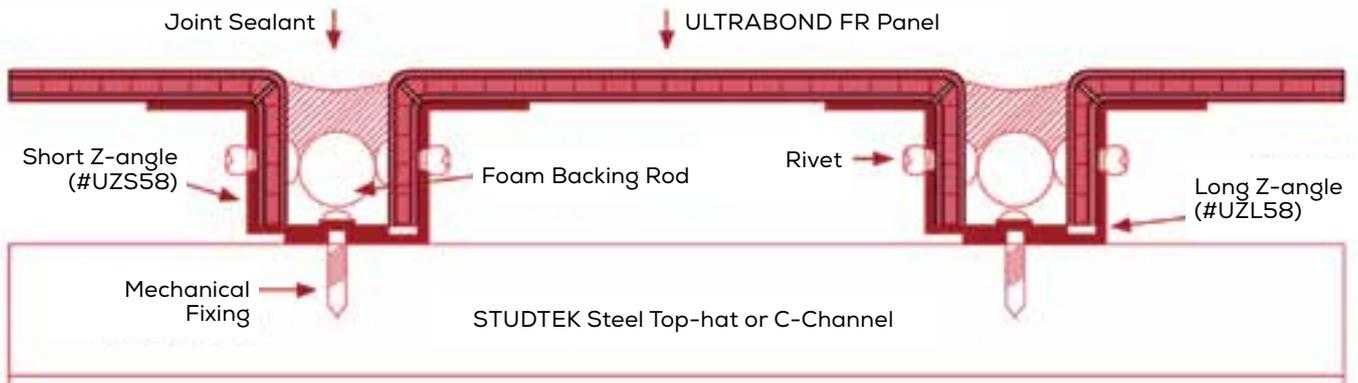 Joint Sealant
ULTRABOND FR Panel
Short Z-angle
(#UZS58)
Foam Backing Rod
Rivet
Long Z-angle
(#UZL58)
Mechanical
Fixing
STUDTEK Steel Top-hat or C-Channel